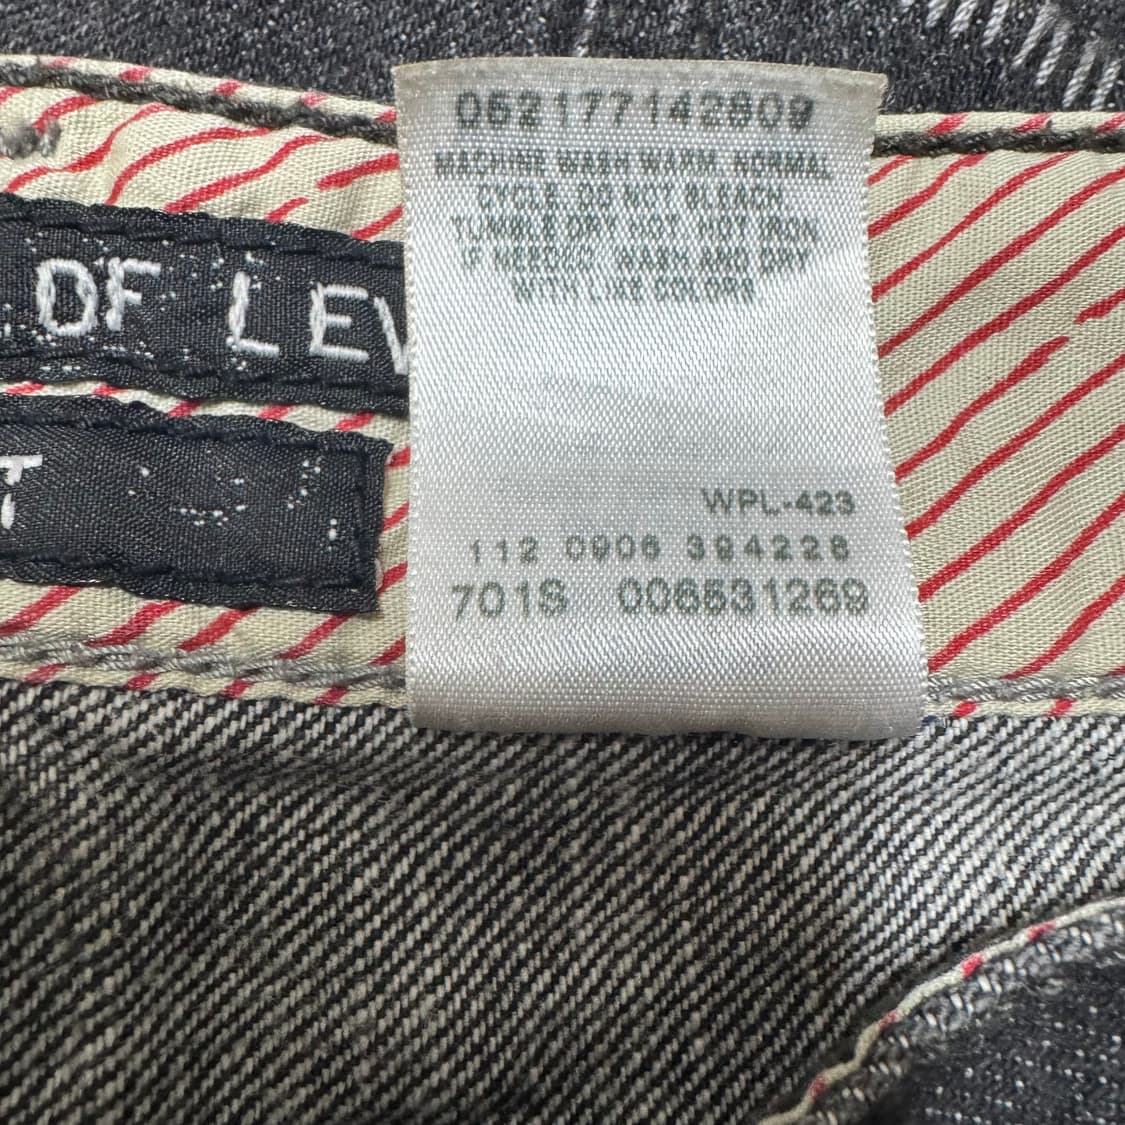 052177142809
MACHINE WASH WARM, NORMAL
CYCLE. DO NOT BLEACH.
TUMBLE DRY HOT. HOT IRON
IF NEEDED. WASH AND DRY
WITH LIKE COLORS.
OF LEV
T
WPL-423
112 0906 394228
701S 006531269